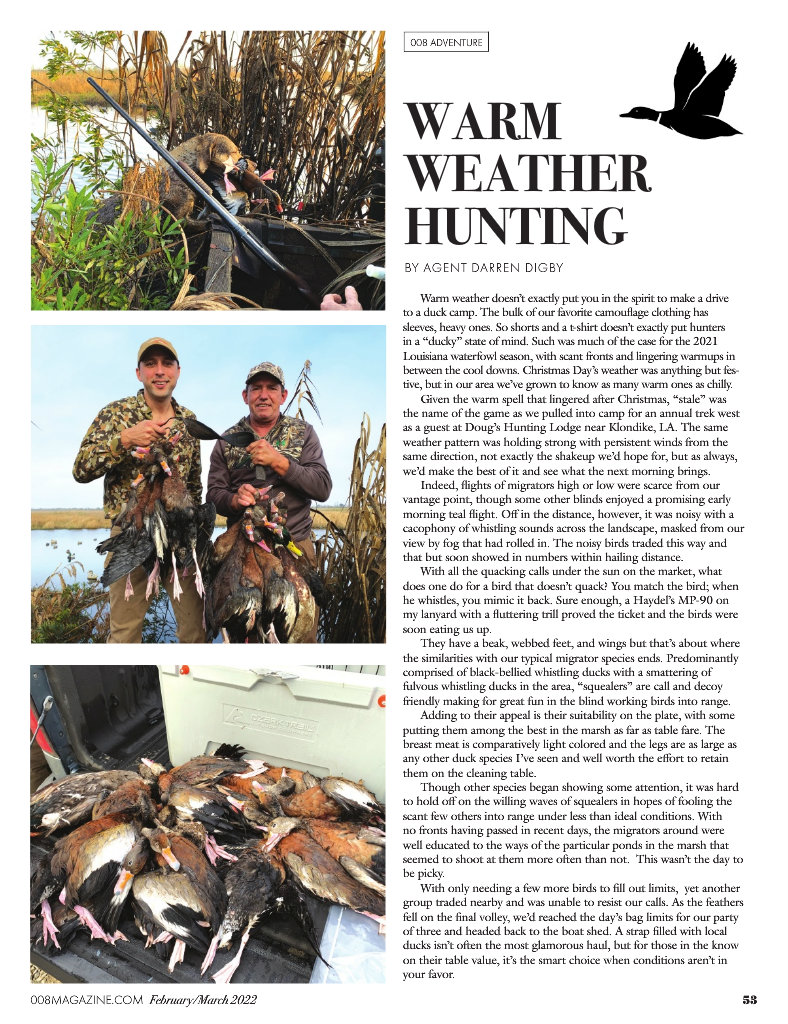 008 ADVENTURE
WARM
WEATHER
HUNTING
BY AGENT DARREN DIGBY
Warm weather doesn't exactly put you in the spirit to make a drive
to a duck camp. The bulk of our favorite camouflage clothing has
sleeves, heavy ones. So shorts and a t-shirt doesn't exactly put hunters
in a “ducky” state of mind. Such was much of the case for the 2021
Louisiana waterfowl season, with scant fronts and lingering warmups in
between the cool downs. Christmas Day's weather was anything but fes-
tive, but in our area we've grown to know as many warm ones as chilly.
Given the warm spell that lingered after Christmas, “stale” was
the name of the game as we pulled into camp for an annual trek west
as a guest at Doug's Hunting Lodge near Klondike, LA. The same
weather pattern was holding strong with persistent winds from the
same direction, not exactly the shakeup we'd hope for, but as always,
we'd make the best of it and see what the next morning brings.
Indeed, flights of migrators high or low were scarce from our
vantage point, though some other blinds enjoyed a promising early
morning teal flight. Off in the distance, however, it was noisy with a
cacophony of whistling sounds across the landscape, masked from our
view by fog that had rolled in. The noisy birds traded this way and
that but soon showed in numbers within hailing distance.
With all the quacking calls under the sun on the market, what
does one do for a bird that doesn't quack? You match the bird; when
he whistles, you mimic it back. Sure enough, a Haydel's MP-90 on
my lanyard with a fluttering trill proved the ticket and the birds were
soon eating us up.
They have a beak, webbed feet, and wings but that's about where
the similarities with our typical migrator species ends. Predominantly
comprised of black-bellied whistling ducks with a smattering of
fulvous whistling ducks in the area, “squealers” are call and decoy
friendly making for great fun in the blind working birds into range.
Adding to their appeal is their suitability on the plate, with some
putting them among the best in the marsh as far as table fare. The
breast meat is comparatively light colored and the legs are as large as
any other duck species I've seen and well worth the effort to retain
them on the cleaning table.
Though other species began showing some attention, it was hard
to hold off on the willing waves of squealers in hopes of fooling the
scant few others into range under less than ideal conditions. With
no fronts having passed in recent days, the migrators around were
well educated to the ways of the particular ponds in the marsh that
seemed to shoot at them more often than not.  This wasn't the day to
be picky.
With only needing a few more birds to fill out limits,  yet another
group traded nearby and was unable to resist our calls. As the feathers
fell on the final volley, we'd reached the day's bag limits for our party
of three and headed back to the boat shed. A strap filled with local
ducks isn't often the most glamorous haul, but for those in the know
on their table value, it's the smart choice when conditions aren't in
your favor.
OZARK TRAIL
008MAGAZINE.COM February/March 2022
53